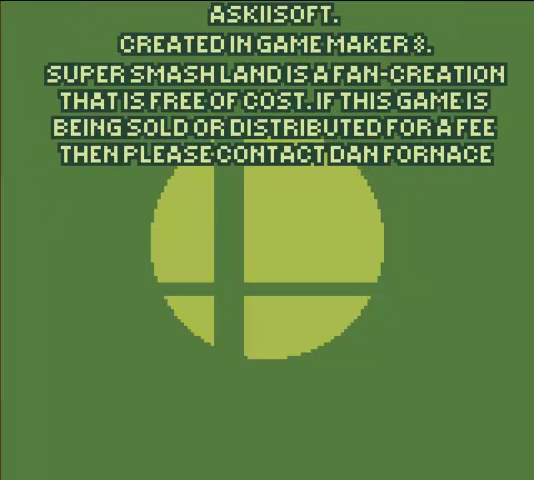 ASKIISOFT.
CREATED IN GAME MAKER 8.
SUPER SMASH LAND IS A FAN-CREATION
THAT IS FREE OF COST. IF THIS GAME IS
BEING SOLD OR DISTRIBUTED FOR A FEE
THEN PLEASE CONTACT DAN FORNACE